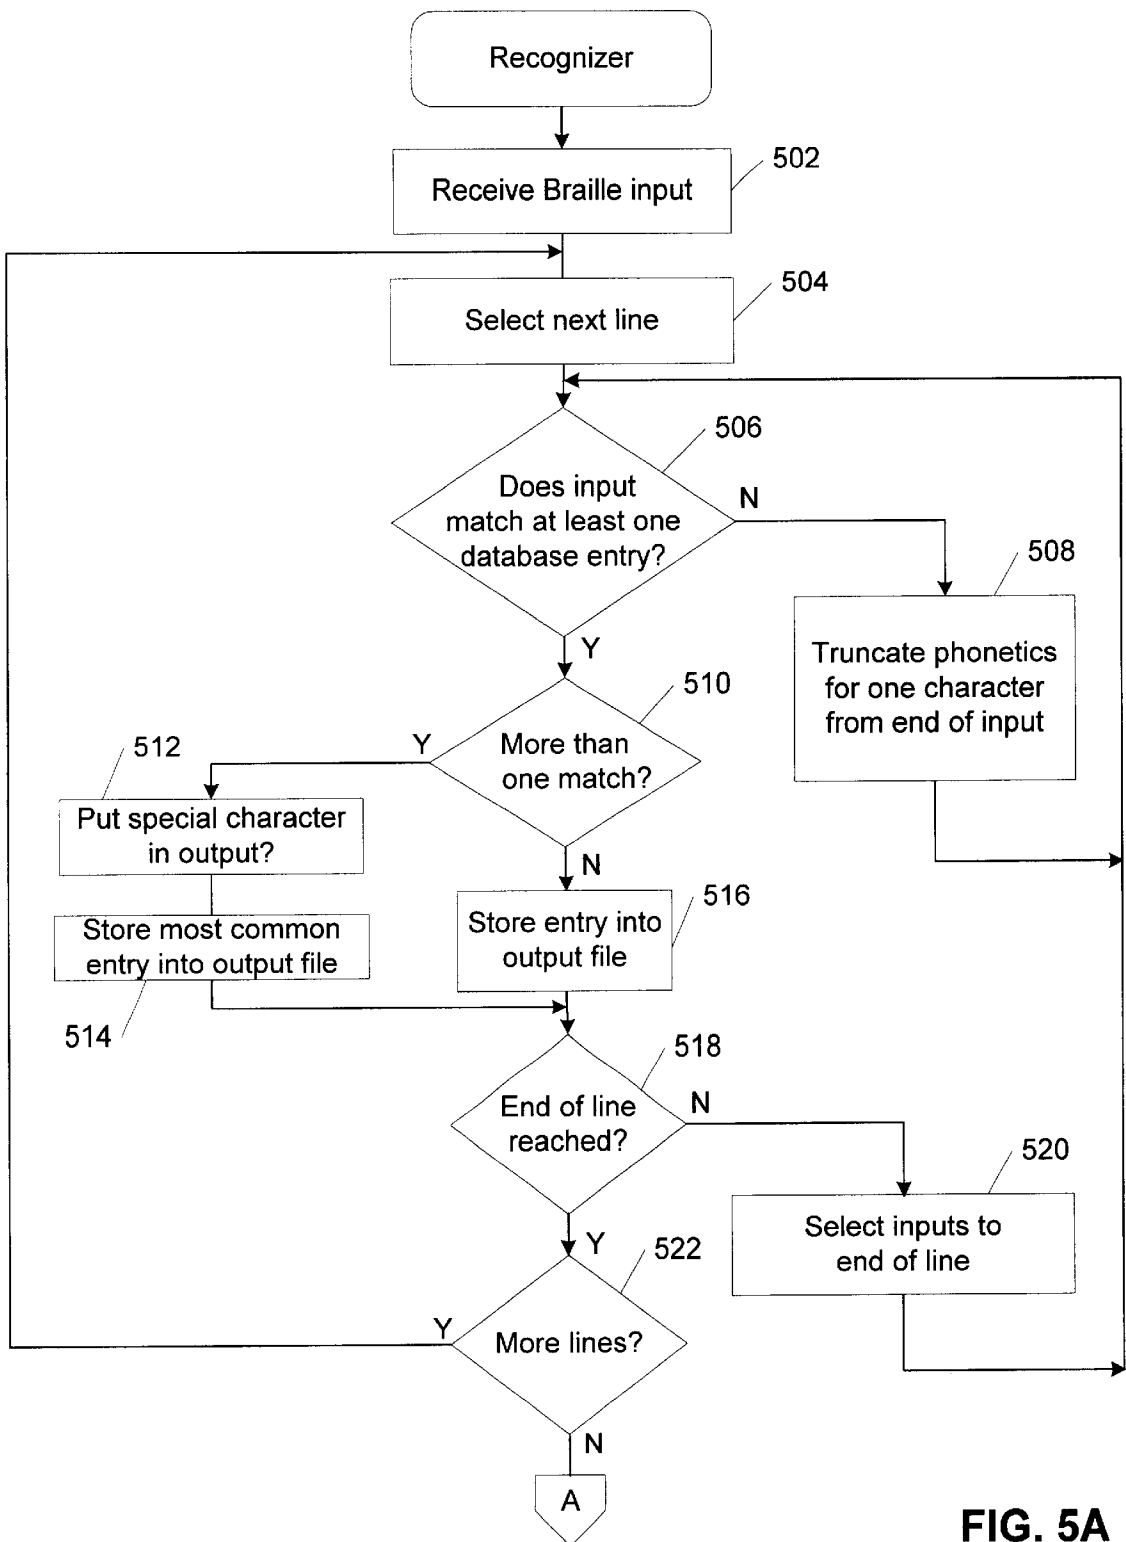 Recognizer
502
Receive Braille input
504
Select next line
506
Does input
match at least one
database entry?
N
508
Truncate phonetics
for one character
from end of input
Y
510
More than
one match?
Y
512
Put special character
in output?
N
516
Store entry into
output file
Store most common
entry into output file
514
518
End of line
reached?
N
520
Select inputs to
end of line
Y
522
More lines?
Y
N
A
FIG. 5A